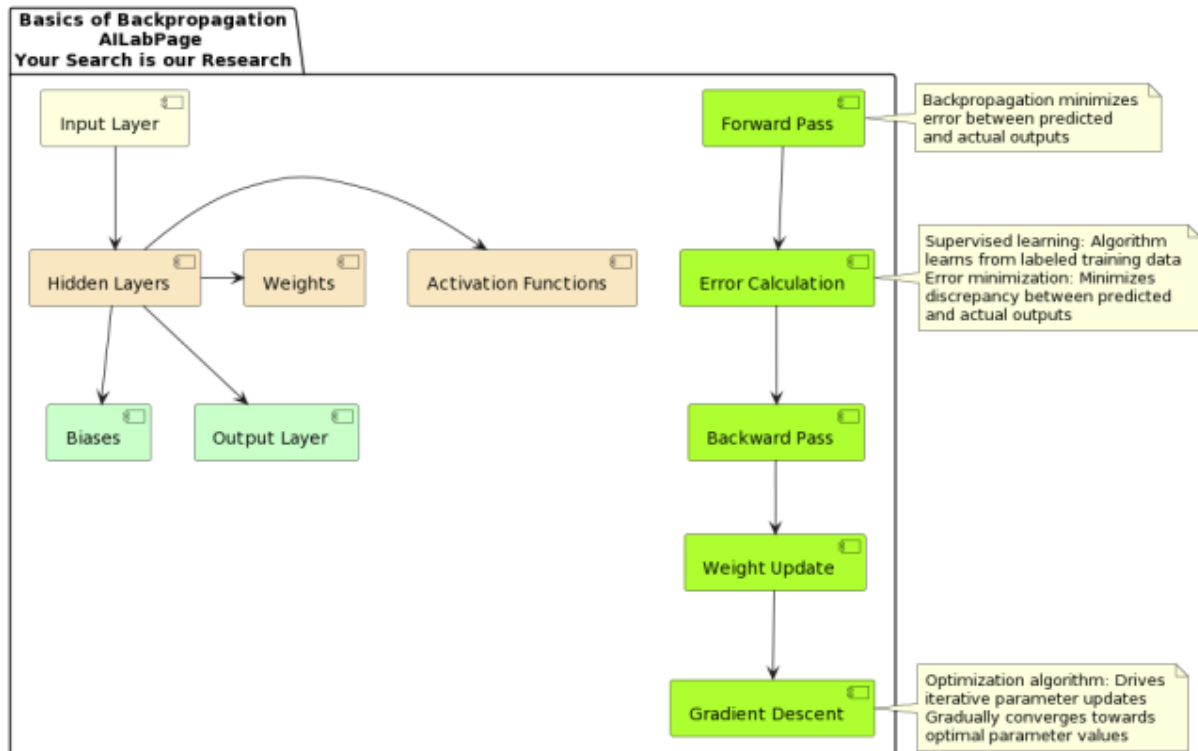 Basics of Backpropagation
AILabPage
Your Search is our Research
Input Layer
Forward Pass
Backpropagation minimizes
error between predicted
and actual outputs
Hidden Layers
Weights
Activation Functions
Error Calculation
Supervised learning: Algorithm
learns from labeled training data
Error minimization: Minimizes
discrepancy between predicted
and actual outputs
Biases
Output Layer
Backward Pass
Weight Update
Gradient Descent
Optimization algorithm: Drives
iterative parameter updates
Gradually converges towards
optimal parameter values